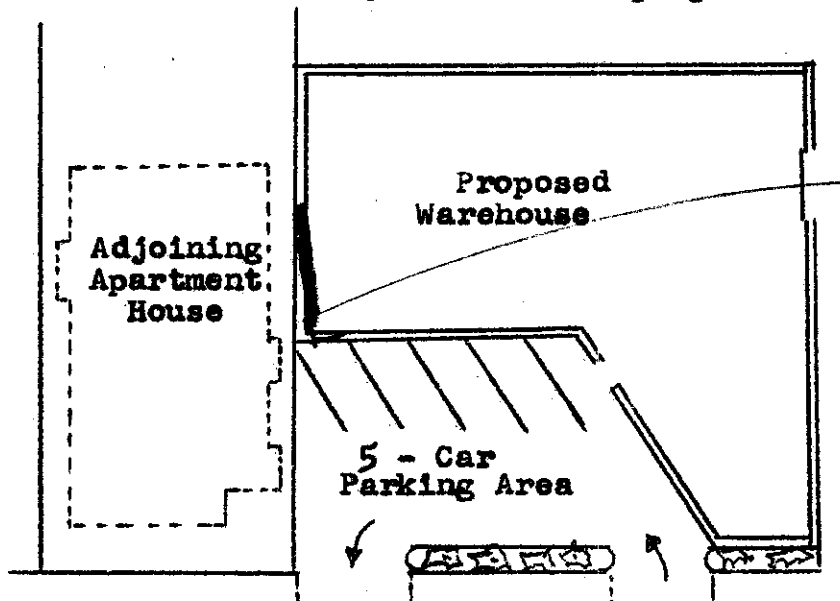 Proposed
Warehouse
Adjoining
Apartment
House
5 - Car
Parking Area